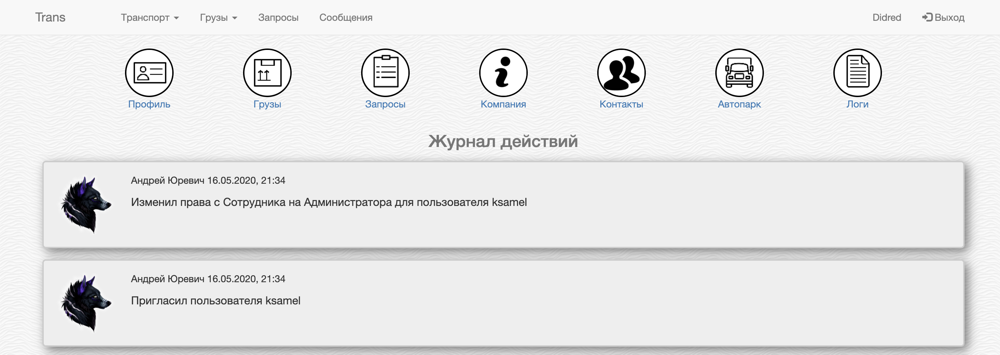 Trans Транспорт Грузы Запросы Сообщения Didred Выход
Профиль Грузы Запросы Компания Контакты Автопарк Логи
Журнал действий
Андрей Юревич 16.05.2020, 21:34
Изменил права с Сотрудника на Администратора для пользователя ksamel
Андрей Юревич 16.05.2020, 21:34
Пригласил пользователя ksamel